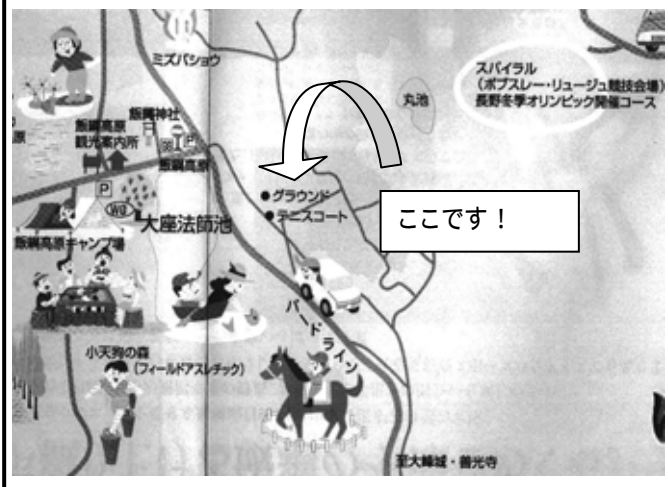 ミズバショウ
スパイラル
（ボブスレー・リュージュ競技会場）
長野冬季オリンピック開催コース
丸池
飯縄神社
飯綱高原
観光案内所
原
P
飯綱高原
P
WC
グラウンド
テニスコート
ここです！
大座法師池
飯綱高原キャンプ場
バードライン
小天狗の森
（フィールドアスレチック）
至大峰城・善光寺